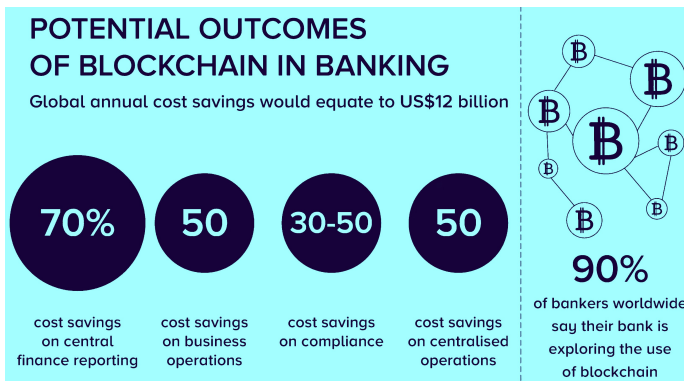 POTENTIAL OUTCOMES
OF BLOCKCHAIN IN BANKING
Global annual cost savings would equate to US$12 billion
70%
cost savings
on central
finance reporting
50
cost savings
on business
operations
30-50
cost savings
on compliance
50
cost savings
on centralised
operations
90%
of bankers worldwide
say their bank is
exploring the use
of blockchain